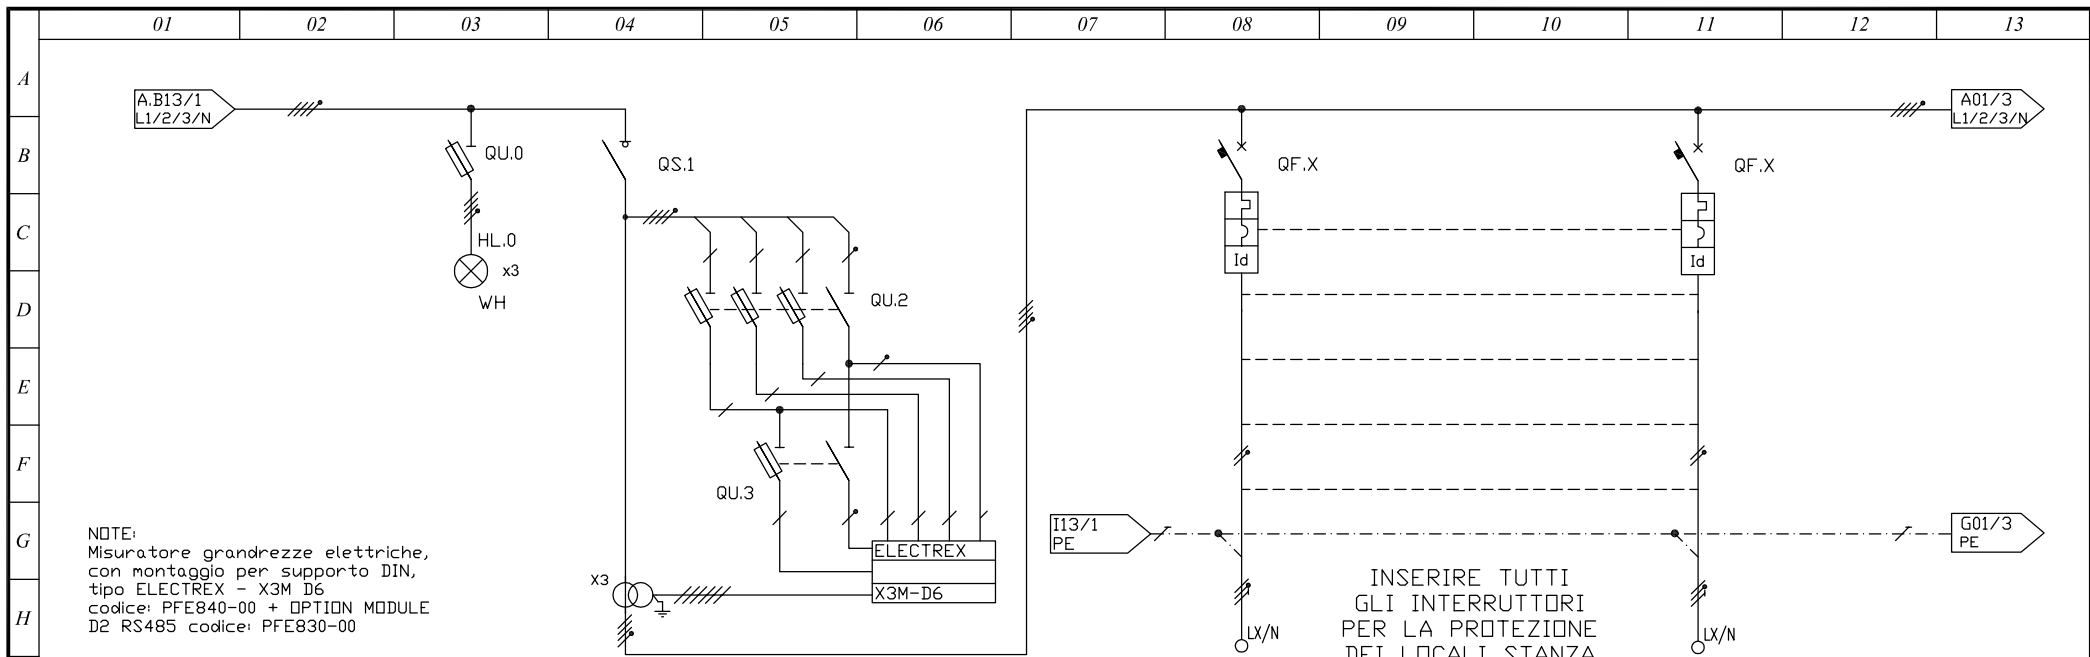 01 02 03 04 05 06 07 08 09 10 11 12 13
A
B
C
D
E
F
G
H
A.B13/1
L1/2/3/N
QU.0
HL.0
x3
WH
QS.1
QU.2
QU.3
ELECTREX
X3M-D6
X3
NOTE:
Misuratore grandrezze elettriche,
con montaggio per supporto DIN,
tipo ELECTREX - X3M D6
codice: PFE840-00 + OPTION MODULE
D2 RS485 codice: PFE830-00
QF.X
Id
QF.X
Id
A01/3
L1/2/3/N
I13/1
PE
G01/3
PE
INSERIRE TUTTI
GLI INTERRUTTORI
PER LA PROTEZIONE
DEI LOCALI STANZA
LX/N
LX/N